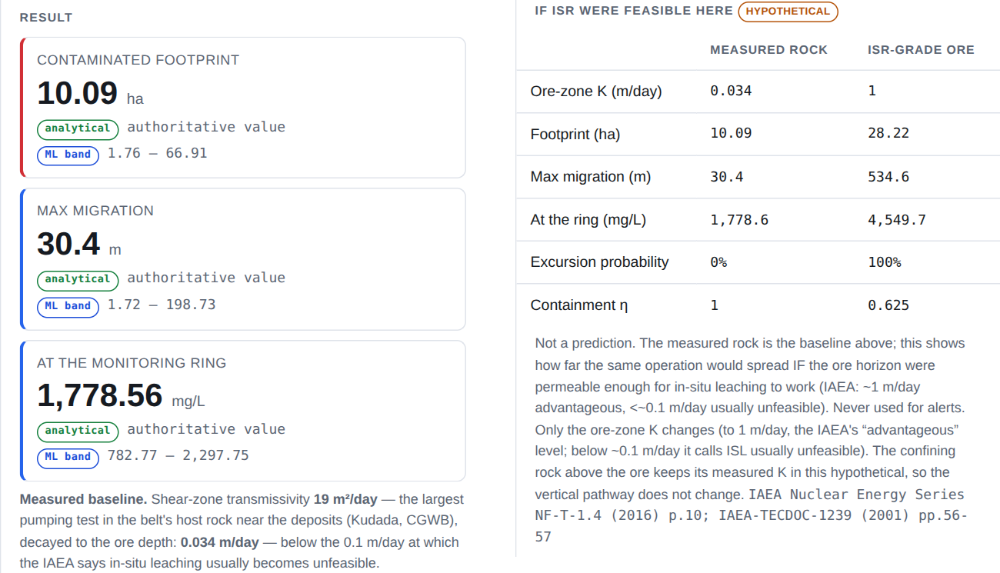 RESULT
CONTAMINATED FOOTPRINT
10.09 ha
analytical authoritative value
ML band 1.76 – 66.91
MAX MIGRATION
30.4 m
analytical authoritative value
ML band 1.72 – 198.73
AT THE MONITORING RING
1,778.56 mg/L
analytical authoritative value
ML band 782.77 – 2,297.75
Measured baseline. Shear-zone transmissivity 19 m²/day — the largest
pumping test in the belt's host rock near the deposits (Kudada, CGWB),
decayed to the ore depth: 0.034 m/day — below the 0.1 m/day at which
the IAEA says in-situ leaching usually becomes unfeasible.
IF ISR WERE FEASIBLE HERE HYPOTHETICAL
MEASURED ROCK ISR-GRADE ORE
Ore-zone K (m/day) 0.034 1
Footprint (ha) 10.09 28.22
Max migration (m) 30.4 534.6
At the ring (mg/L) 1,778.6 4,549.7
Excursion probability 0% 100%
Containment η 1 0.625
Not a prediction. The measured rock is the baseline above; this shows
how far the same operation would spread IF the ore horizon were
permeable enough for in-situ leaching to work (IAEA: ~1 m/day
advantageous, <~0.1 m/day usually unfeasible). Never used for alerts.
Only the ore-zone K changes (to 1 m/day, the IAEA's “advantageous”
level; below ~0.1 m/day it calls ISL usually unfeasible). The confining
rock above the ore keeps its measured K in this hypothetical, so the
vertical pathway does not change. IAEA Nuclear Energy Series
NF-T-1.4 (2016) p.10; IAEA-TECDOC-1239 (2001) pp.56-
57